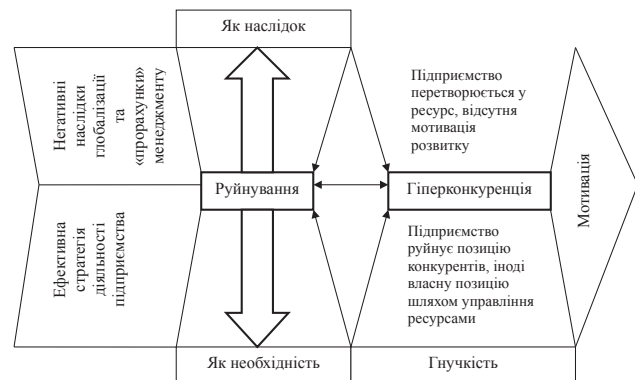 Як наслідок
Негативні
наслідки
глобалізації
та
«прорахунки»
менеджменту
Підприємство
перетворюється у
ресурс, відсутня
мотивація
розвитку
Руйнування
Гіперконкуренція
Мотивація
Ефективна
стратегія
діяльності
підприємства
Підприємство
руйнує позицію
конкурентів, іноді
власну позицію
шляхом управління
ресурсами
Як необхідність
Гнучкість